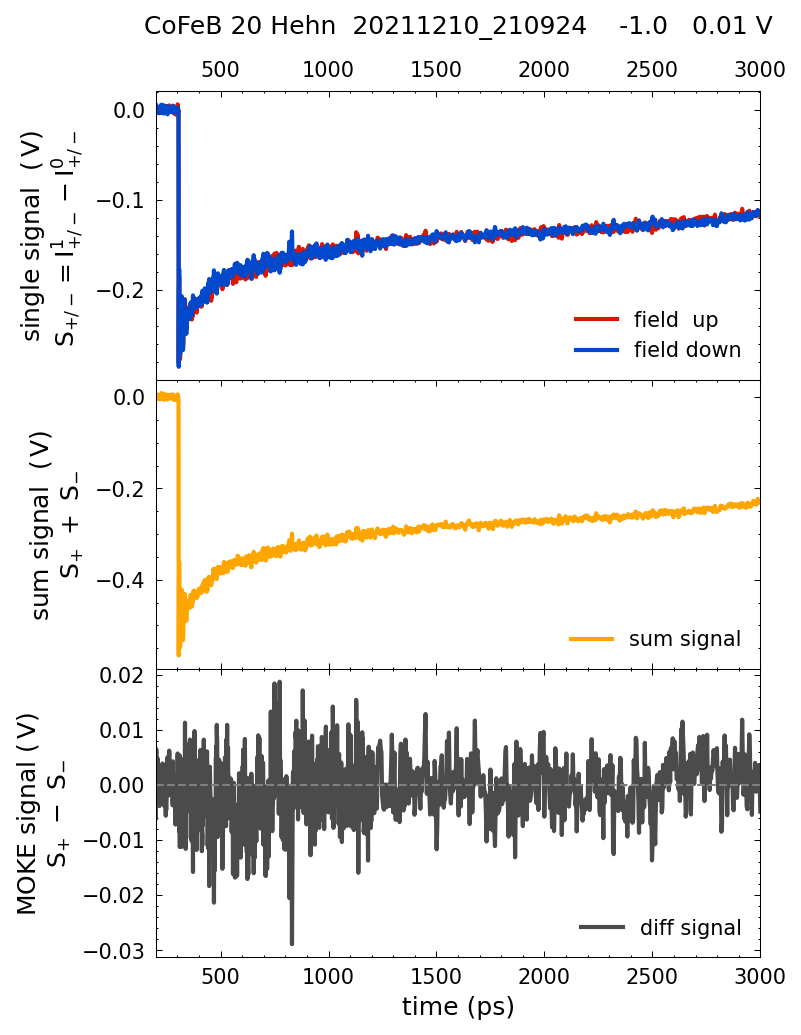 CoFeB 20 Hehn  20211210_210924    -1.0   0.01 V
500 1000 1500 2000 2500 3000
single signal  ( V)
S₊/₋ = I¹₊/₋ − I⁰₊/₋
0.0
−0.1
−0.2
field  up
field down
sum signal  ( V)
S₊ + S₋
0.0
−0.2
−0.4
sum signal
MOKE signal ( V)
S₊ − S₋
0.02
0.01
0.00
−0.01
−0.02
−0.03
diff signal
500 1000 1500 2000 2500 3000
time (ps)